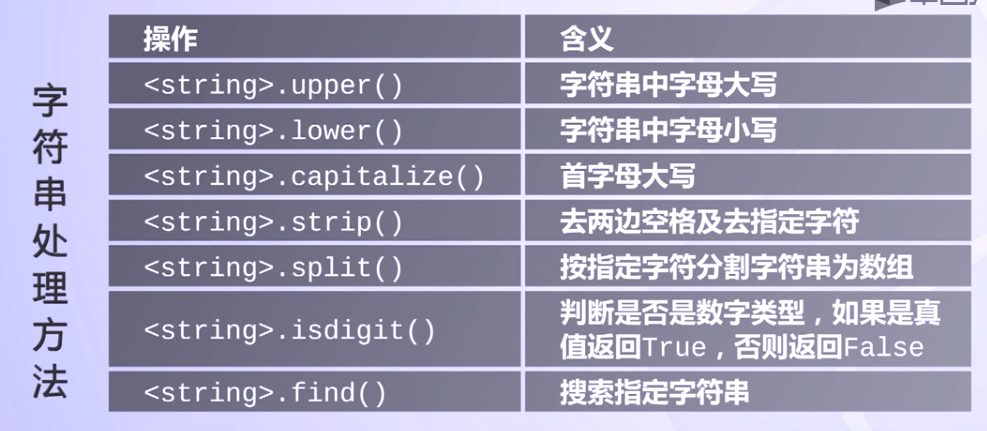 字符串处理方法
操作 含义
<string>.upper() 字符串中字母大写
<string>.lower() 字符串中字母小写
<string>.capitalize() 首字母大写
<string>.strip() 去两边空格及去指定字符
<string>.split() 按指定字符分割字符串为数组
<string>.isdigit() 判断是否是数字类型，如果是真
值返回True，否则返回False
<string>.find() 搜索指定字符串